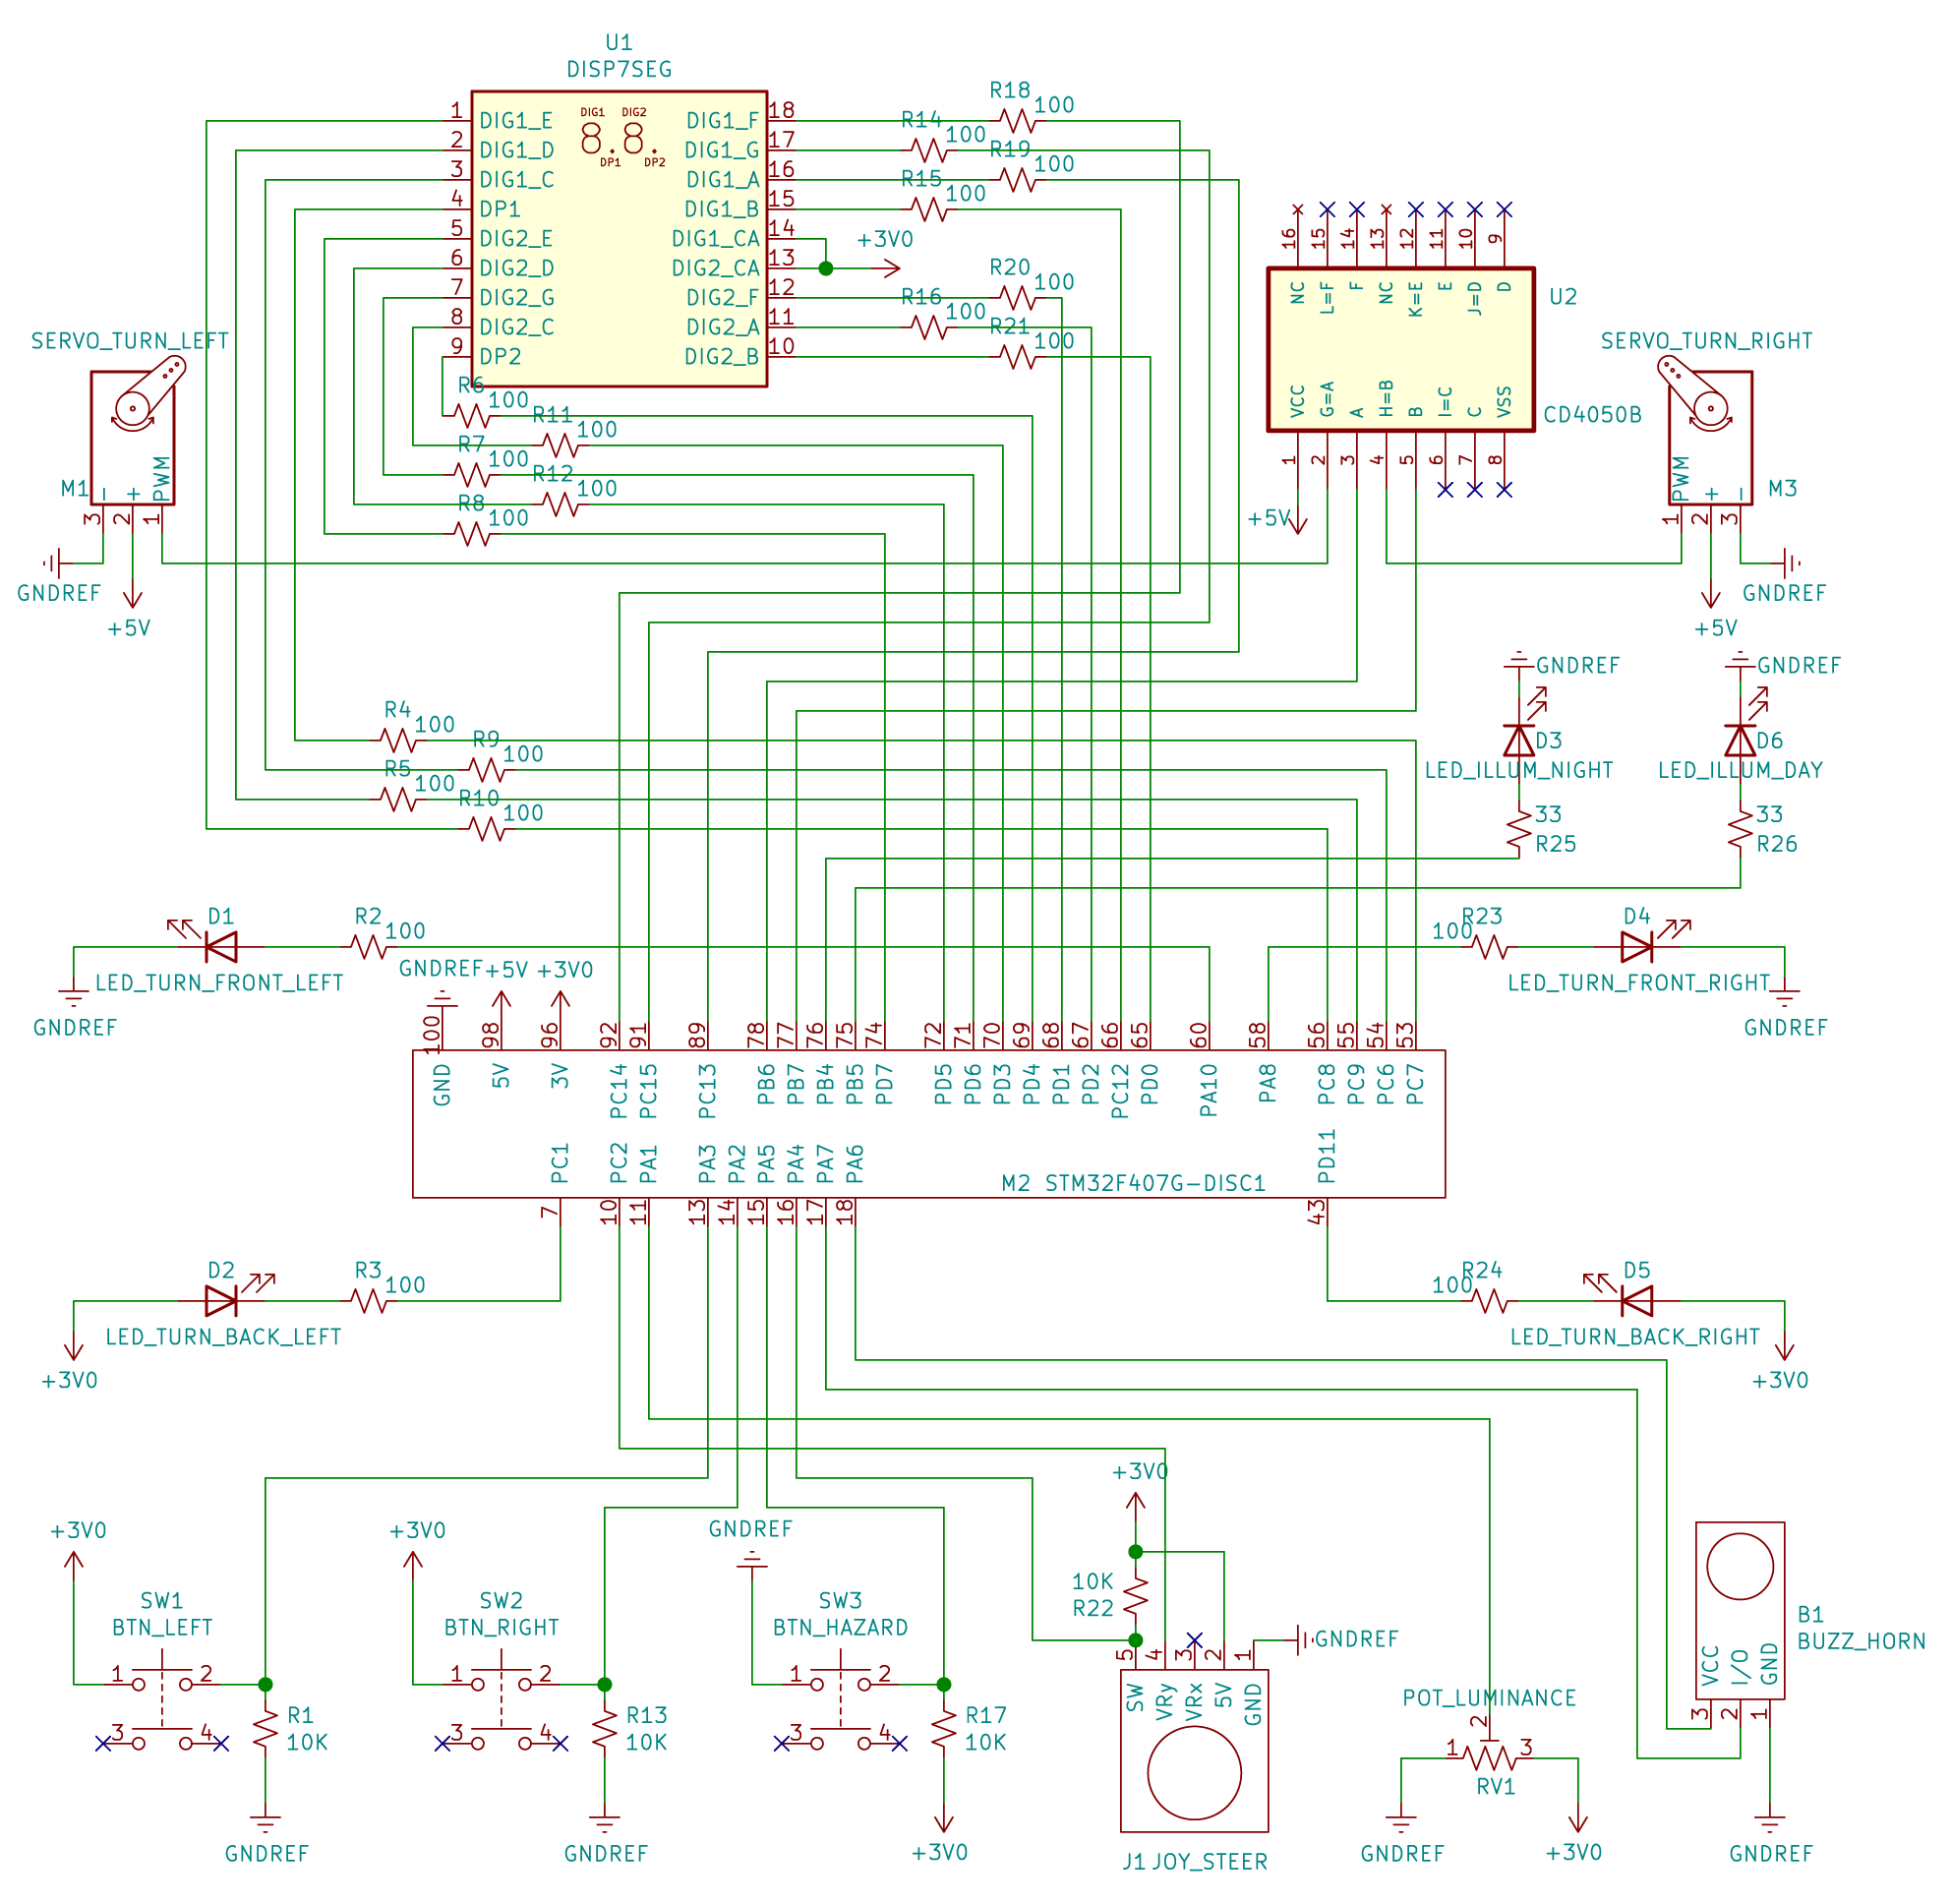 U1
DISP7SEG
1 DIG1_E
2 DIG1_D
3 DIG1_C
4 DP1
5 DIG2_E
6 DIG2_D
7 DIG2_G
8 DIG2_C
9 DP2
DIG1 DIG2
8.8.
DP1 DP2
DIG1_F 18
DIG1_G 17
DIG1_A 16
DIG1_B 15
DIG1_CA 14
DIG2_CA 13
DIG2_F 12
DIG2_A 11
DIG2_B 10
R18 100
R14 100
R19 100
R15 100
+3V0
R20 100
R16 100
R21 100
R6 100
R11 100
R7 100
R12 100
R8 100
16 15 14 13 12 11 10 9
NC L=F F NC K=E E J=D D
U2
VCC G=A A H=B B I=C C VSS
CD4050B
1 2 3 4 5 6 7 8
+5V
SERVO_TURN_LEFT
M1
- + PWM
3 2 1
GNDREF
+5V
SERVO_TURN_RIGHT
M3
PWM + -
1 2 3
GNDREF
+5V
R4 100
R9 100
R5 100
R10 100
GNDREF
D3
LED_ILLUM_NIGHT
33
R25
GNDREF
D6
LED_ILLUM_DAY
33
R26
D1
LED_TURN_FRONT_LEFT
GNDREF
R2 100
GNDREF +5V +3V0
R23
100
D4
LED_TURN_FRONT_RIGHT
GNDREF
100 98 96 92 91 89 78 77 76 75 74 72 71 70 69 68 67 66 65 60 58 56 55 54 53
GND 5V 3V PC14 PC15 PC13 PB6 PB7 PB4 PB5 PD7 PD5 PD6 PD3 PD4 PD1 PD2 PC12 PD0 PA10 PA8 PC8 PC9 PC6 PC7
PC1 PC2 PA1 PA3 PA2 PA5 PA4 PA7 PA6 PD11
M2 STM32F407G-DISC1
7 10 11 13 14 15 16 17 18 43
D2
LED_TURN_BACK_LEFT
+3V0
R3 100
R24
100
D5
LED_TURN_BACK_RIGHT
+3V0
+3V0
SW1
BTN_LEFT
1 2
3 4
R1
10K
GNDREF
+3V0
SW2
BTN_RIGHT
1 2
3 4
R13
10K
GNDREF
GNDREF
SW3
BTN_HAZARD
1 2
3 4
R17
10K
+3V0
+3V0
10K
R22
GNDREF
5 4 3 2 1
SW VRy VRx 5V GND
J1 JOY_STEER
POT_LUMINANCE
2
1 3
RV1
GNDREF
+3V0
B1
BUZZ_HORN
VCC I/O GND
3 2 1
GNDREF